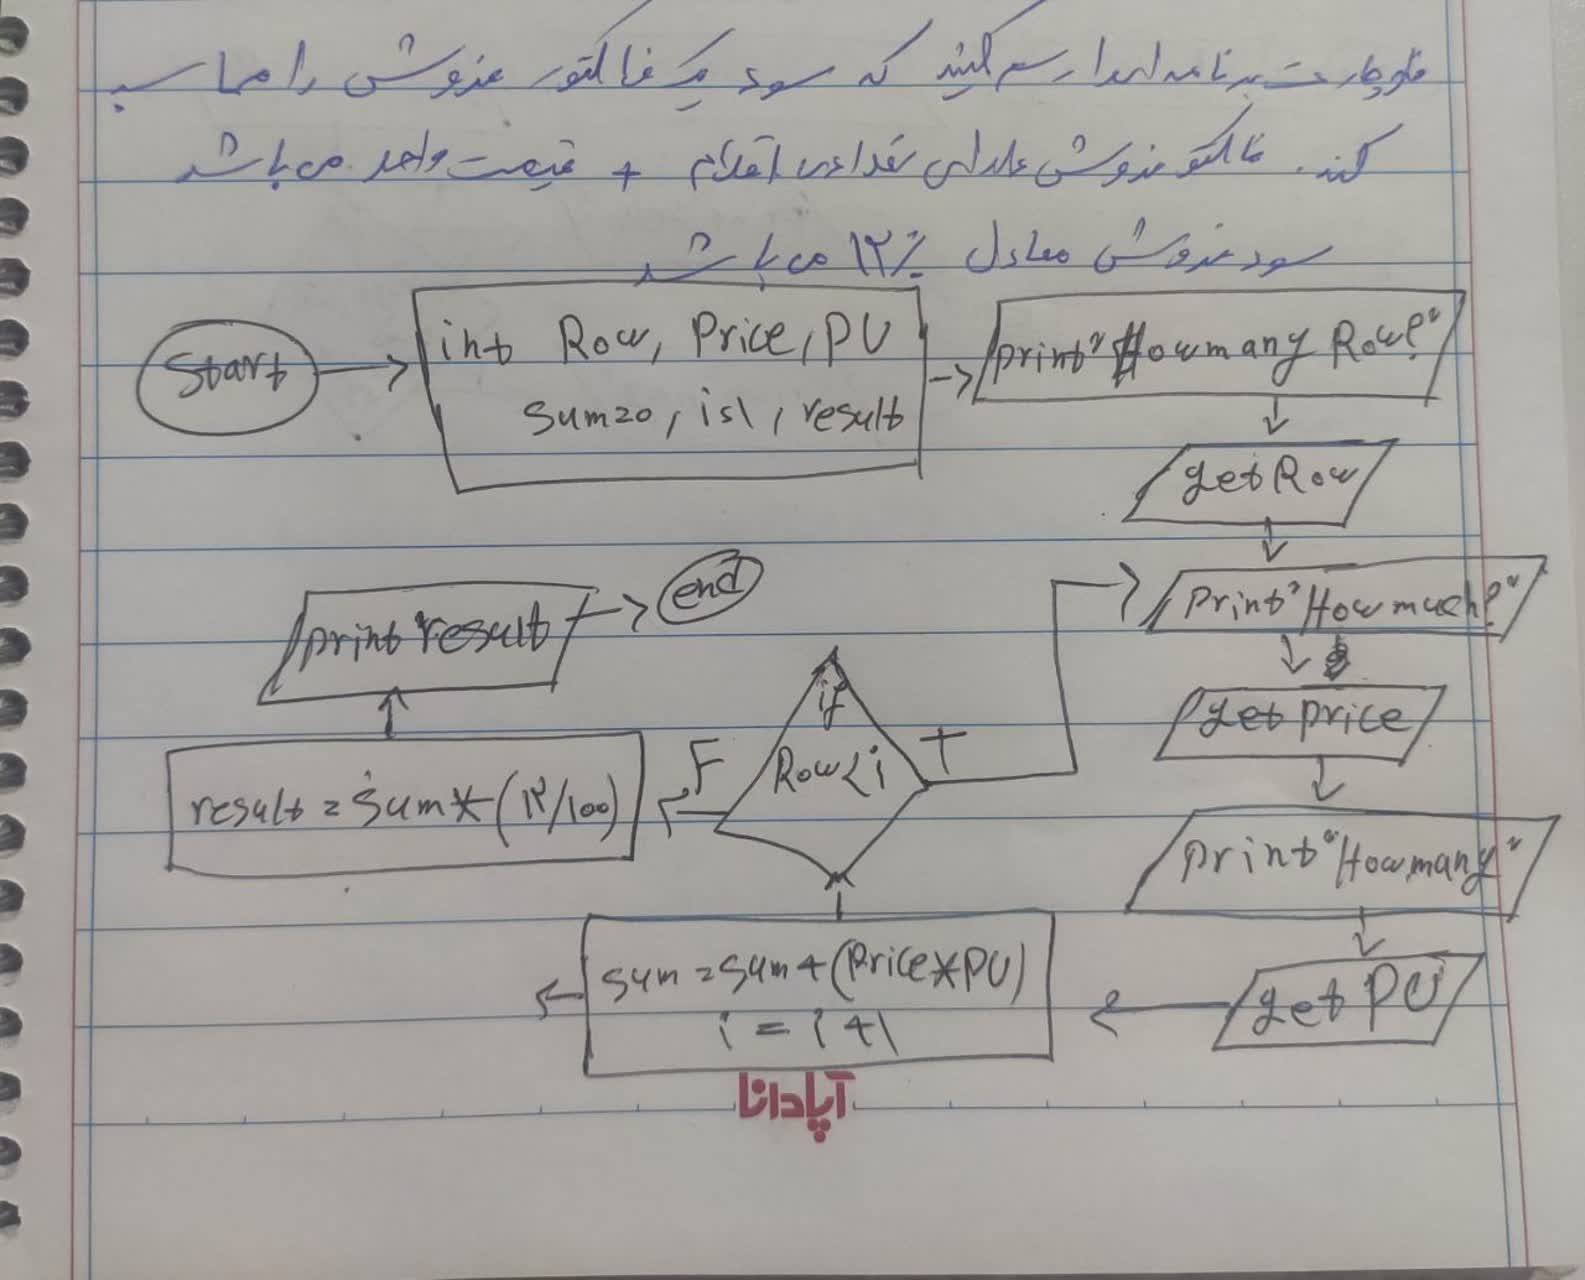 فلوچارت برنامه‌ای را رسم کنید که سود یک فاکتور فروش را محاسبه
کند. فاکتور فروش دارای تعدادی اقلام + قیمت واحد می‌باشد
سود فروش معادل ۱۲٪ می‌باشد
Start
int Row, Price, PU
sum=0, i=1, result
print "How many Row?"
get Row
print "How much?"
get price
print "How many"
get PU
sum = sum + (Price*PU)
i = i + 1
if
Row < i
T
F
result = sum * (12/100)
print result
end
آپادانا